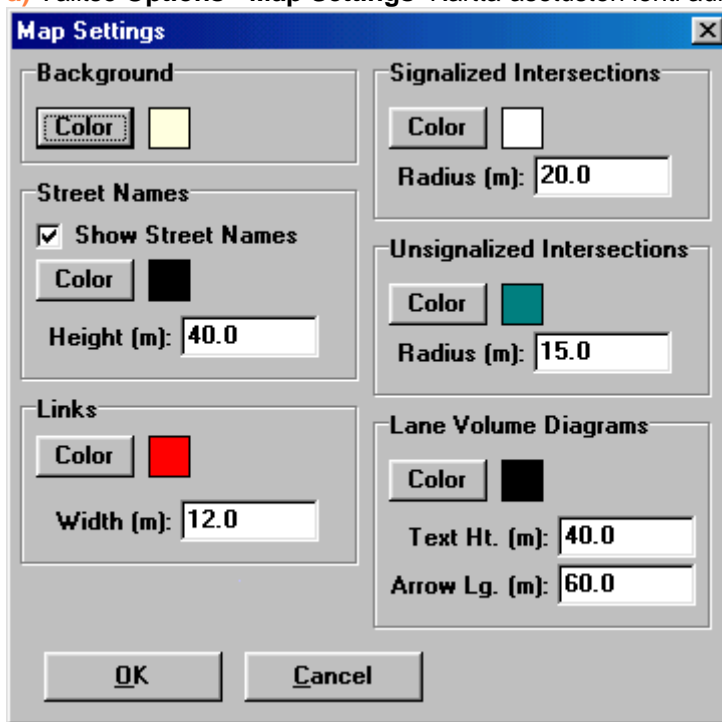 Map Settings
Background
Color
Street Names
Show Street Names
Color
Height (m): 40.0
Links
Color
Width (m): 12.0
Signalized Intersections
Color
Radius (m): 20.0
Unsignalized Intersections
Color
Radius (m): 15.0
Lane Volume Diagrams
Color
Text Ht. (m): 40.0
Arrow Lg. (m): 60.0
OK Cancel